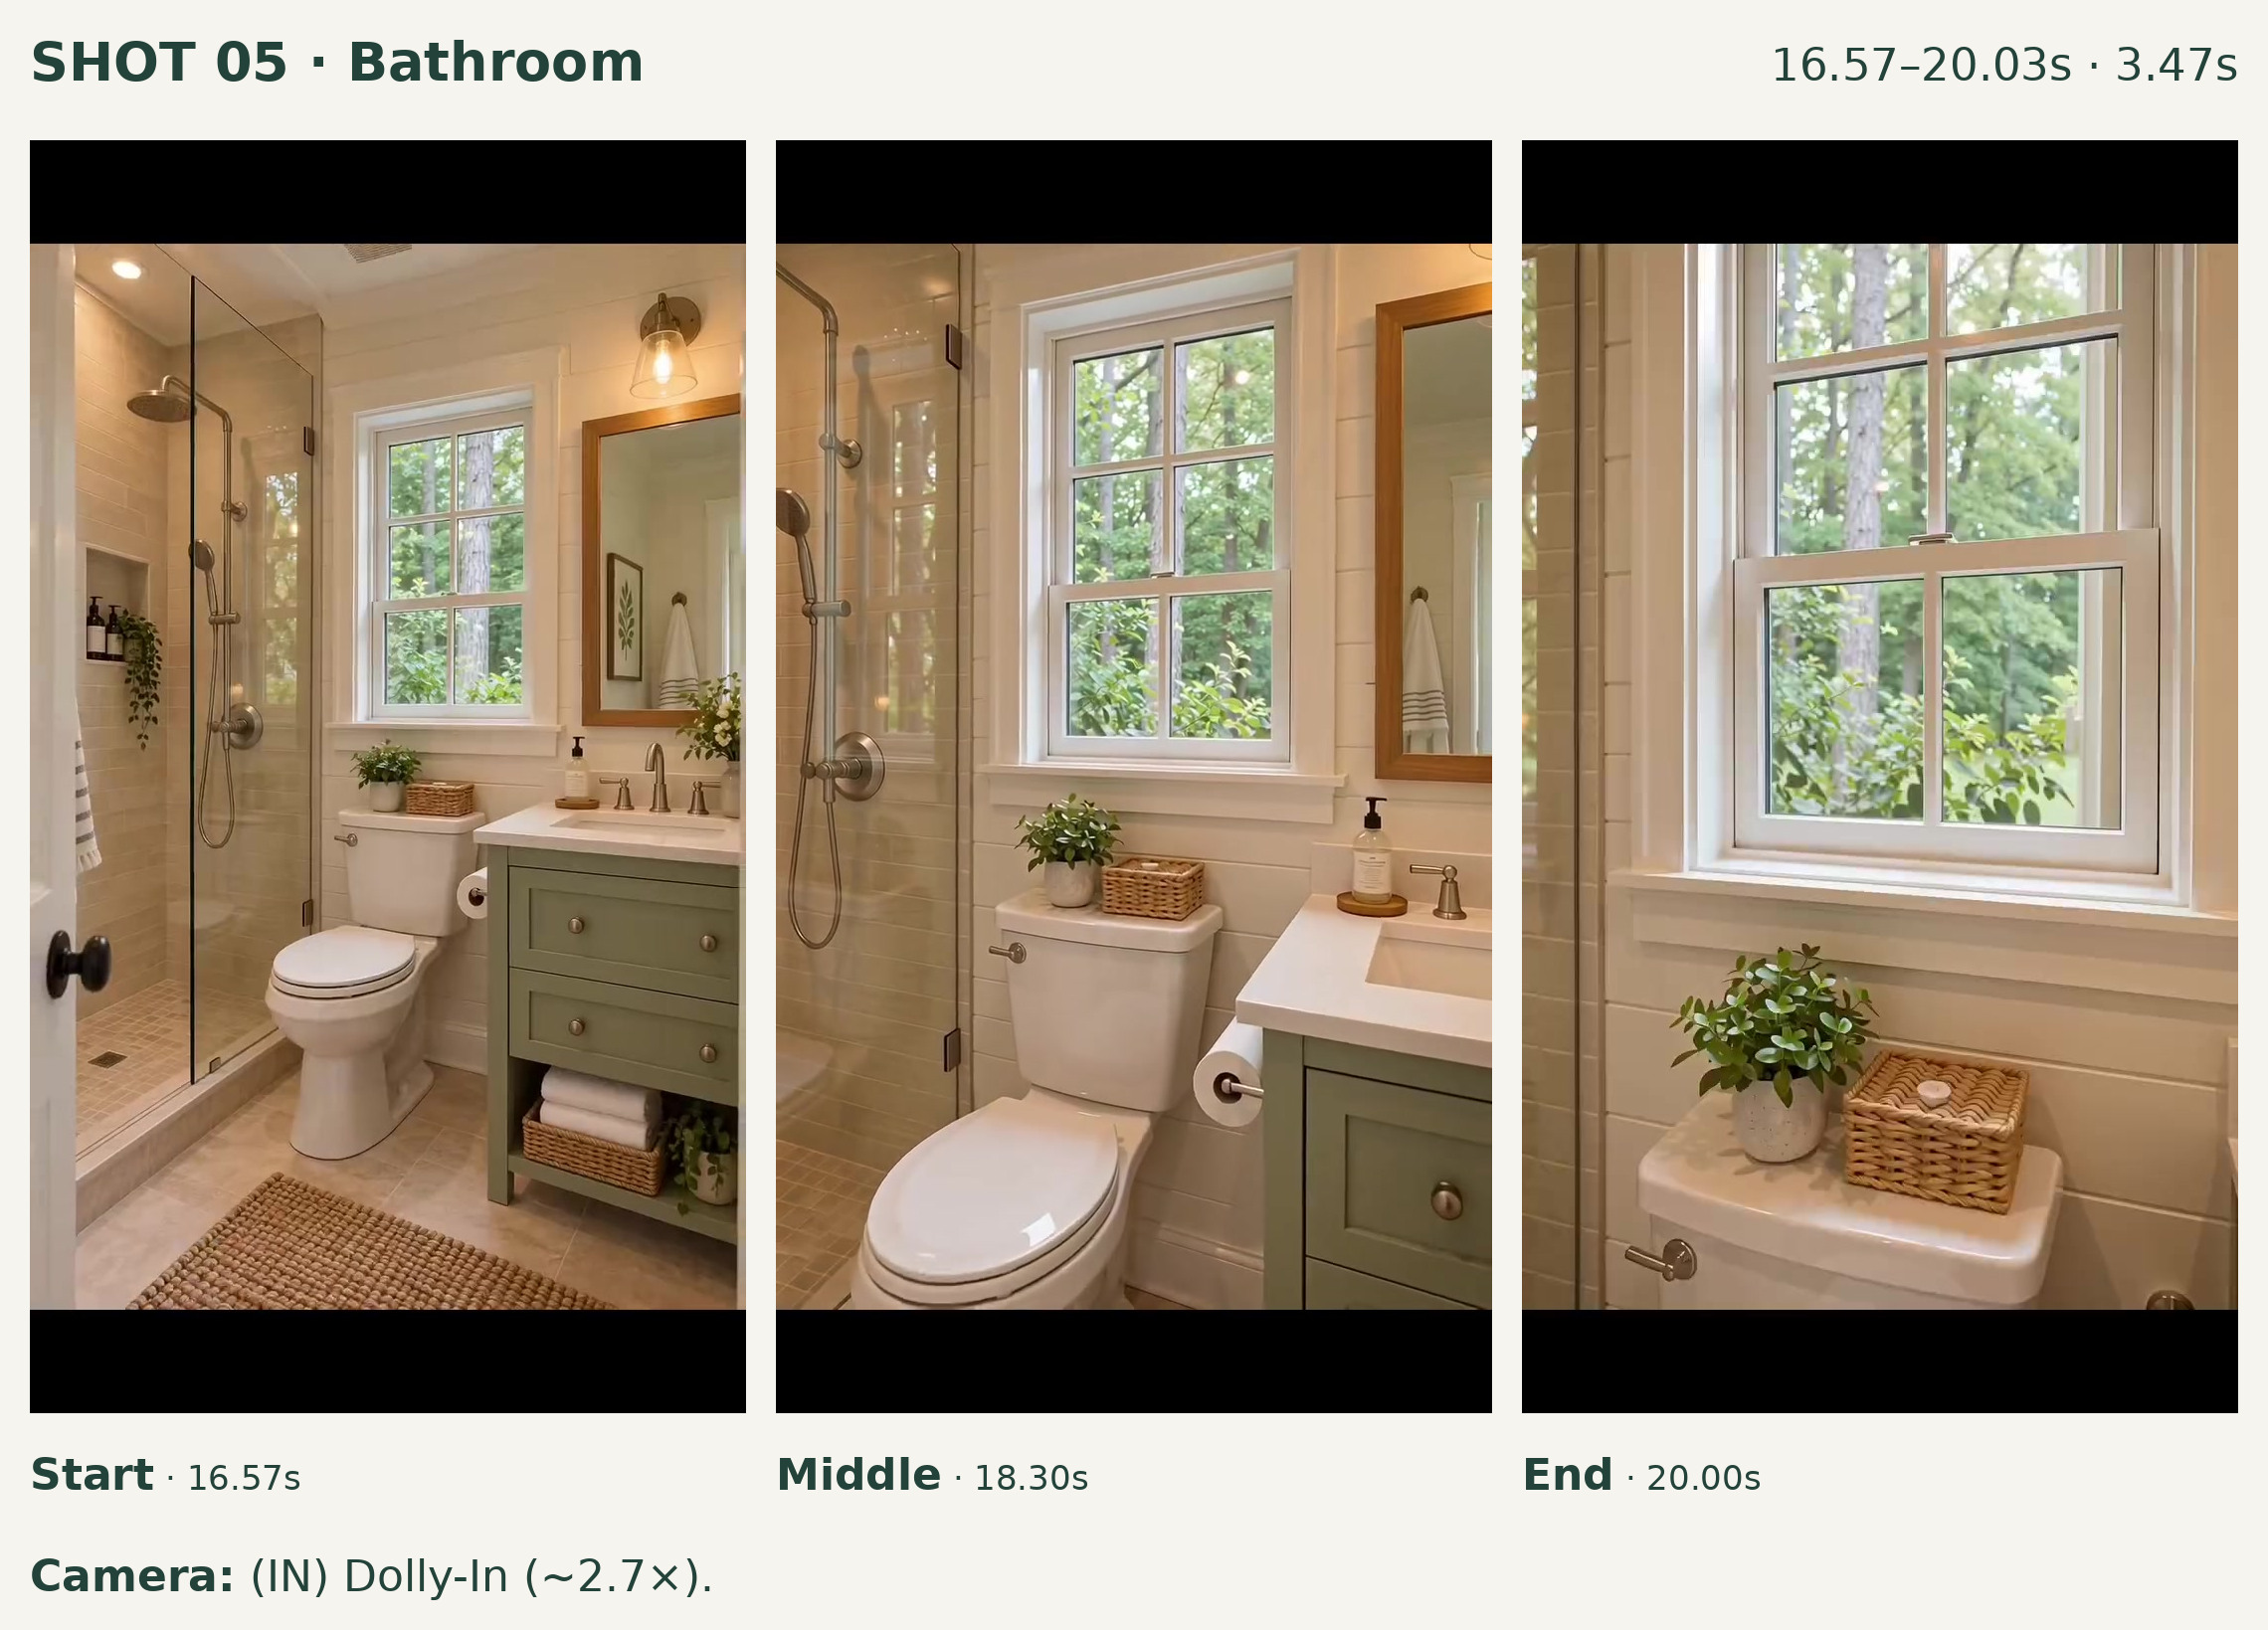 SHOT 05 · Bathroom
16.57–20.03s · 3.47s
Start · 16.57s
Middle · 18.30s
End · 20.00s
Camera: (IN) Dolly-In (~2.7×).